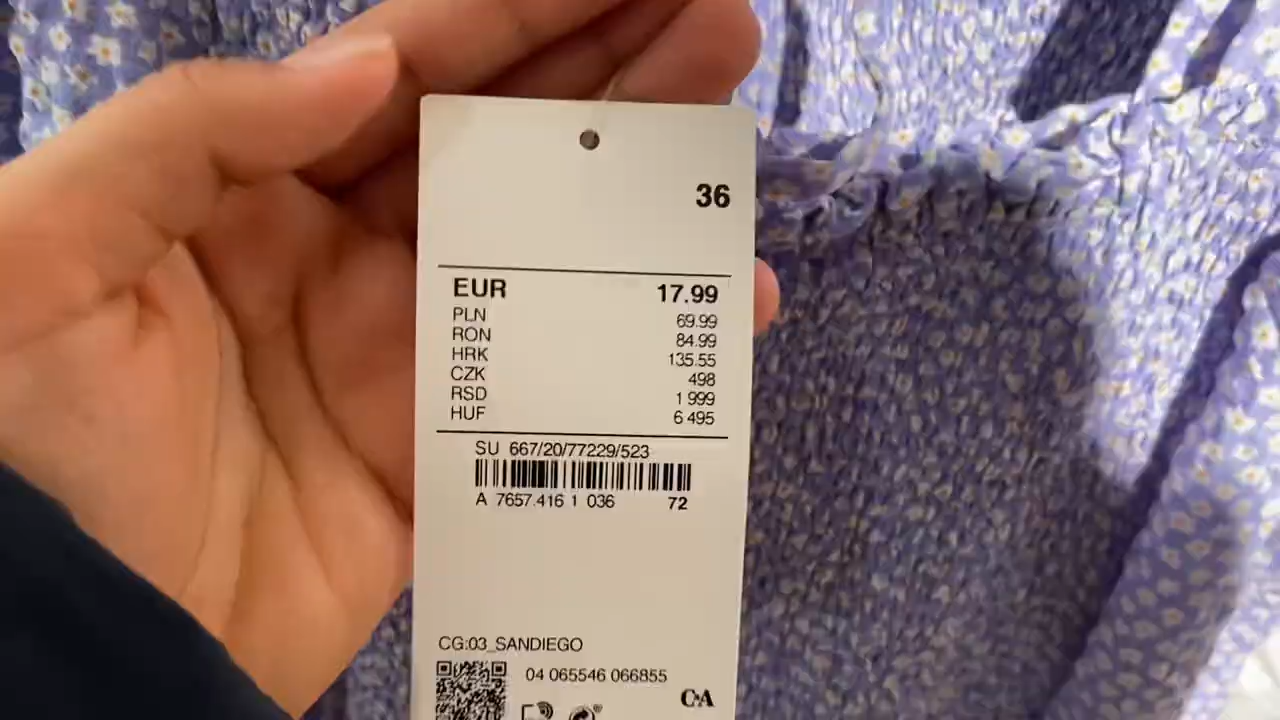 36
EUR 17.99
PLN 69.99
RON 84.99
HRK 135.55
CZK 498
RSD 1 999
HUF 6 495
SU 667/20/77229/523
A 7657.416 1 036 72
CG:03_SANDIEGO
04 065546 066855
C&A